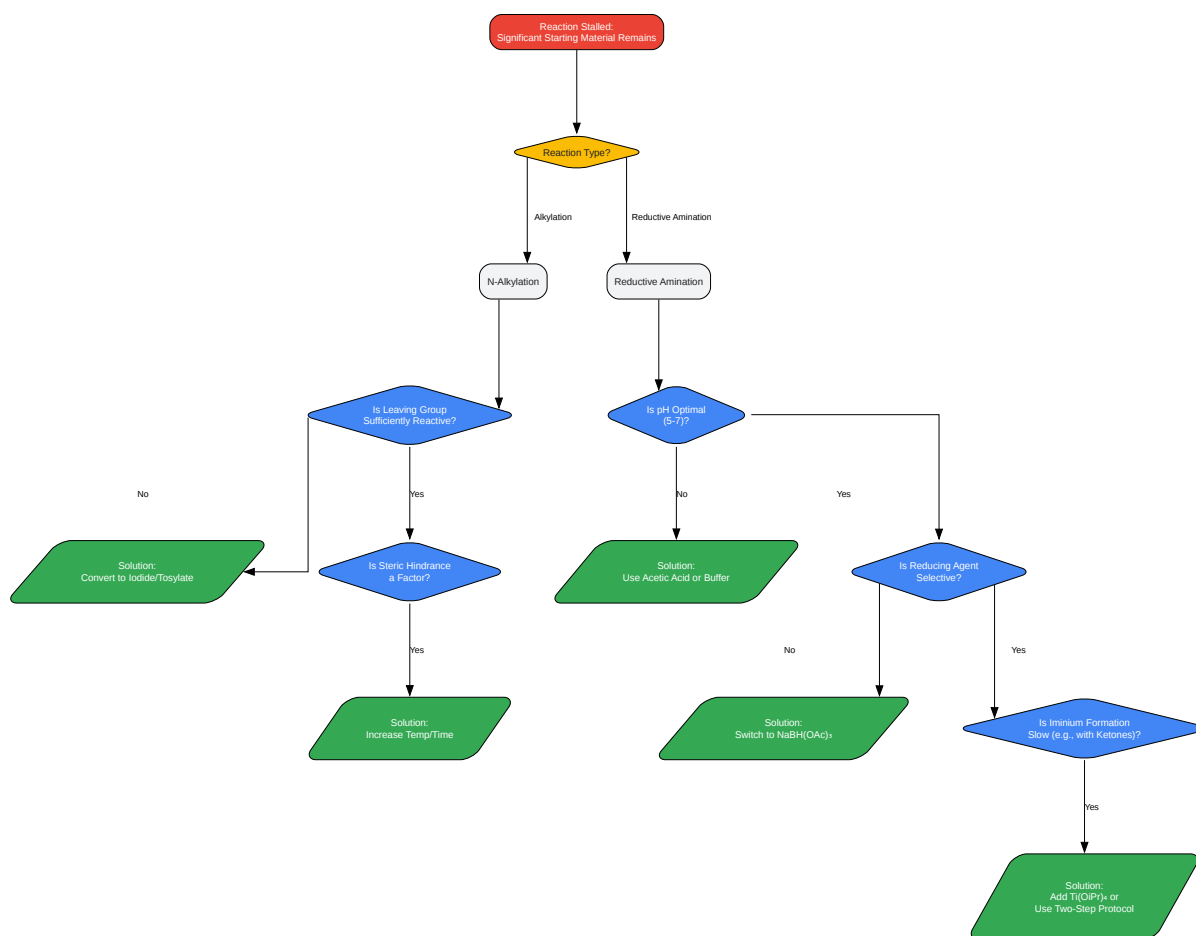 Reaction Stalled:
Significant Starting Material Remains
Reaction Type?
Alkylation
Reductive Amination
N-Alkylation
Reductive Amination
Is Leaving Group
Sufficiently Reactive?
Is pH Optimal
(5-7)?
No
Yes
No
Yes
Solution:
Convert to Iodide/Tosylate
Is Steric Hindrance
a Factor?
Solution:
Use Acetic Acid or Buffer
Is Reducing Agent
Selective?
Yes
No
Yes
Solution:
Increase Temp/Time
Solution:
Switch to NaBH(OAc)₃
Is Iminium Formation
Slow (e.g., with Ketones)?
Yes
Solution:
Add Ti(OiPr)₄ or
Use Two-Step Protocol